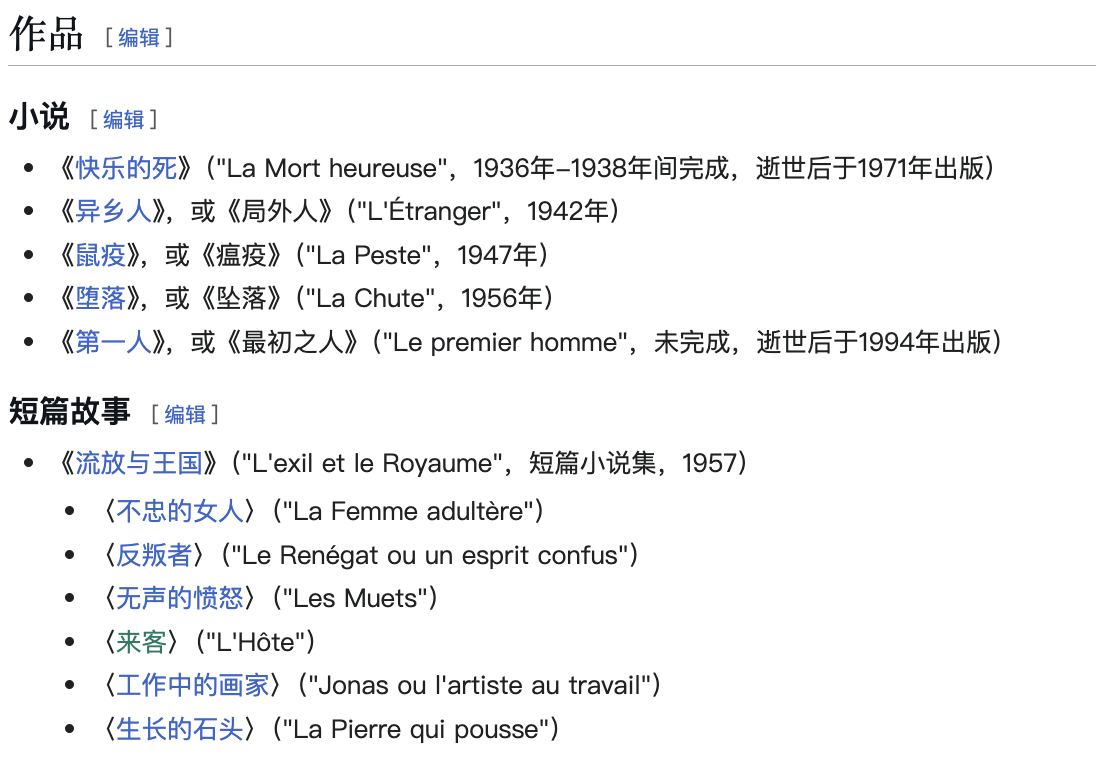 作品 [编辑]
小说 [编辑]
《快乐的死》("La Mort heureuse"，1936年–1938年间完成，逝世后于1971年出版)
《异乡人》，或《局外人》("L'Étranger"，1942年)
《鼠疫》，或《瘟疫》("La Peste"，1947年)
《堕落》，或《坠落》("La Chute"，1956年)
《第一人》，或《最初之人》("Le premier homme"，未完成，逝世后于1994年出版)
短篇故事 [编辑]
《流放与王国》("L'exil et le Royaume"，短篇小说集，1957)
〈不忠的女人〉("La Femme adultère")
〈反叛者〉("Le Renégat ou un esprit confus")
〈无声的愤怒〉("Les Muets")
〈来客〉("L'Hôte")
〈工作中的画家〉("Jonas ou l'artiste au travail")
〈生长的石头〉("La Pierre qui pousse")